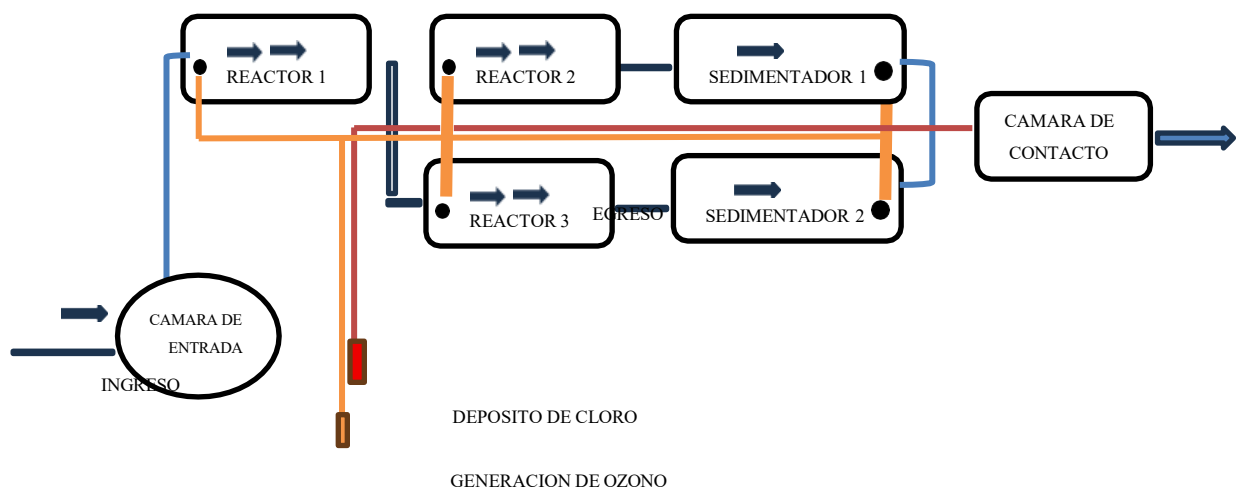 REACTOR 1
REACTOR 2
SEDIMENTADOR 1
CAMARA DE
CONTACTO
REACTOR 3
EGRESO
SEDIMENTADOR 2
CAMARA DE
ENTRADA
INGRESO
DEPOSITO DE CLORO
GENERACION DE OZONO